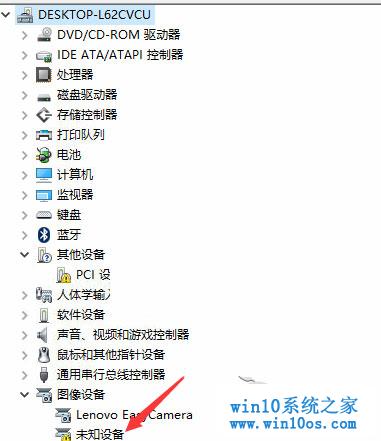 DESKTOP-L62CVCU
DVD/CD-ROM 驱动器
IDE ATA/ATAPI 控制器
处理器
磁盘驱动器
存储控制器
打印队列
电池
计算机
监视器
键盘
蓝牙
其他设备
PCI 设
人体学输入
软件设备
声音、视频和游戏控制器
鼠标和其他指针设备
通用串行总线控制器
图像设备
Lenovo EasyCamera
未知设备
win10系统之家
www.win10os.com